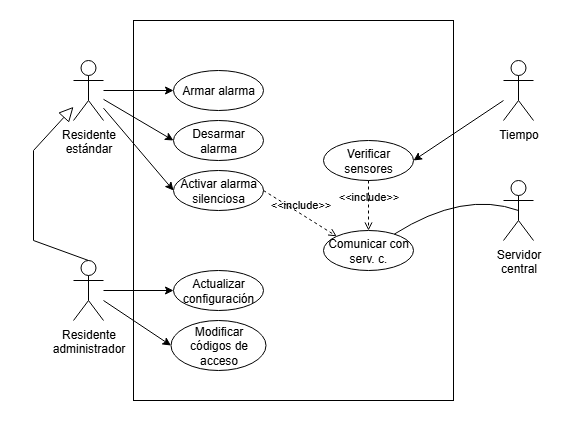 Armar alarma
Residente
estándar
Desarmar
alarma
Tiempo
Verificar
sensores
Activar alarma
silenciosa
<<include>>
<<include>>
Comunicar con
serv. c.
Servidor
central
Actualizar
configuración
Residente
administrador
Modificar
códigos de
acceso